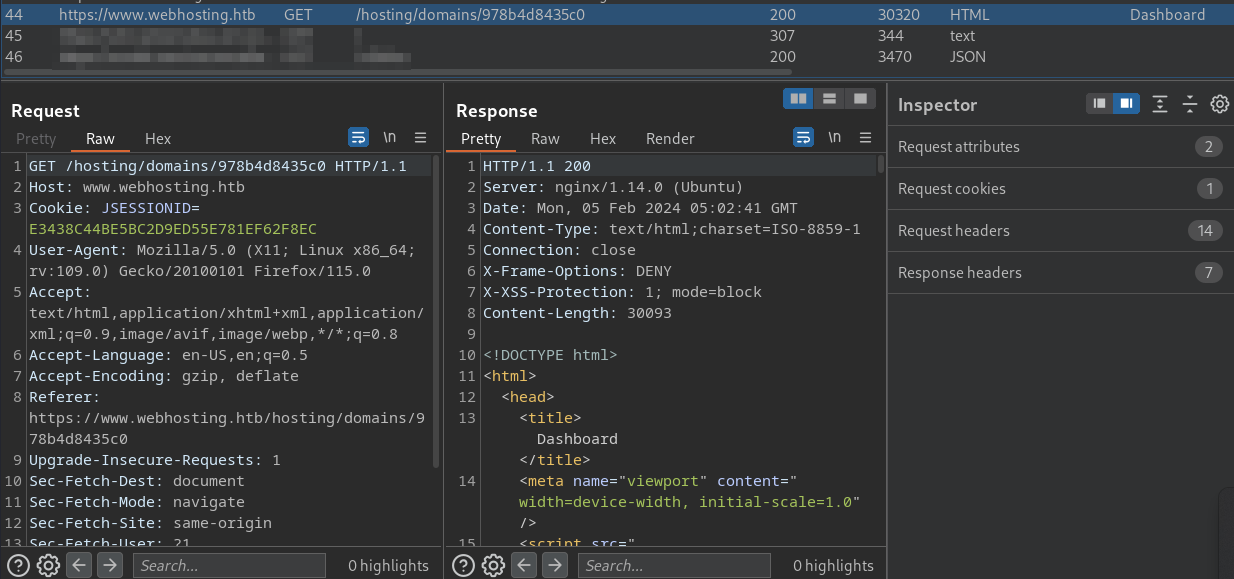 44 https://www.webhosting.htb GET /hosting/domains/978b4d8435c0 200 30320 HTML Dashboard
45 307 344 text
46 200 3470 JSON
Request
Pretty Raw Hex \n
1 GET /hosting/domains/978b4d8435c0 HTTP/1.1
2 Host: www.webhosting.htb
3 Cookie: JSESSIONID=
E3438C44BE5BC2D9ED55E781EF62F8EC
4 User-Agent: Mozilla/5.0 (X11; Linux x86_64;
rv:109.0) Gecko/20100101 Firefox/115.0
5 Accept:
text/html,application/xhtml+xml,application/
xml;q=0.9,image/avif,image/webp,*/*;q=0.8
6 Accept-Language: en-US,en;q=0.5
7 Accept-Encoding: gzip, deflate
8 Referer:
https://www.webhosting.htb/hosting/domains/9
78b4d8435c0
9 Upgrade-Insecure-Requests: 1
10 Sec-Fetch-Dest: document
11 Sec-Fetch-Mode: navigate
12 Sec-Fetch-Site: same-origin
13 Sec-Fetch-User: ?1
Search... 0 highlights
Response
Pretty Raw Hex Render \n
1 HTTP/1.1 200
2 Server: nginx/1.14.0 (Ubuntu)
3 Date: Mon, 05 Feb 2024 05:02:41 GMT
4 Content-Type: text/html;charset=ISO-8859-1
5 Connection: close
6 X-Frame-Options: DENY
7 X-XSS-Protection: 1; mode=block
8 Content-Length: 30093
9
10 <!DOCTYPE html>
11 <html>
12 <head>
13 <title>
Dashboard
</title>
14 <meta name="viewport" content="
width=device-width, initial-scale=1.0"
/>
15 <script src="
Search... 0 highlights
Inspector
Request attributes 2
Request cookies 1
Request headers 14
Response headers 7